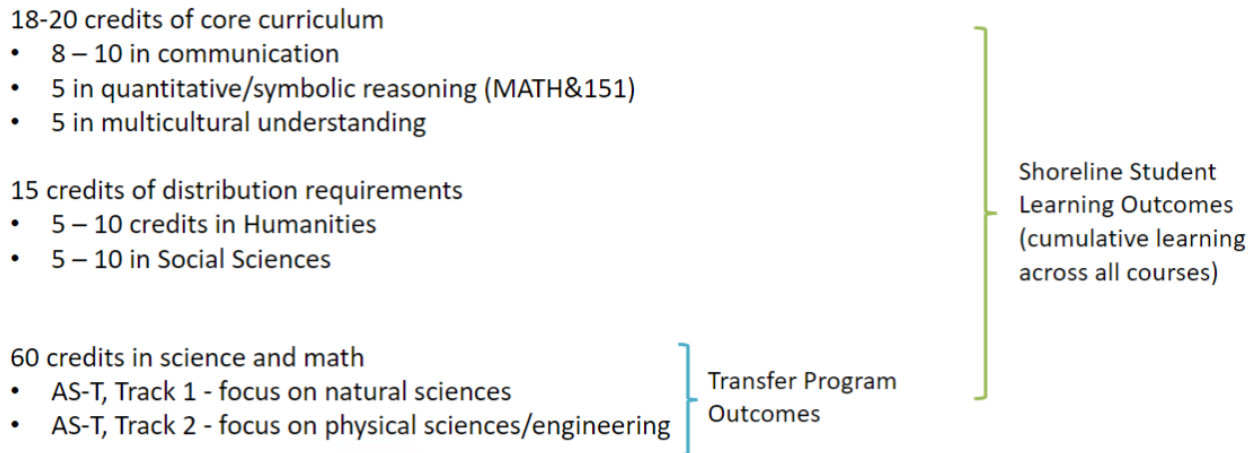 18-20 credits of core curriculum
• 8 – 10 in communication
• 5 in quantitative/symbolic reasoning (MATH&151)
• 5 in multicultural understanding
15 credits of distribution requirements
• 5 – 10 credits in Humanities
• 5 – 10 in Social Sciences
60 credits in science and math
• AS-T, Track 1 - focus on natural sciences
• AS-T, Track 2 - focus on physical sciences/engineering
Transfer Program
Outcomes
Shoreline Student
Learning Outcomes
(cumulative learning
across all courses)